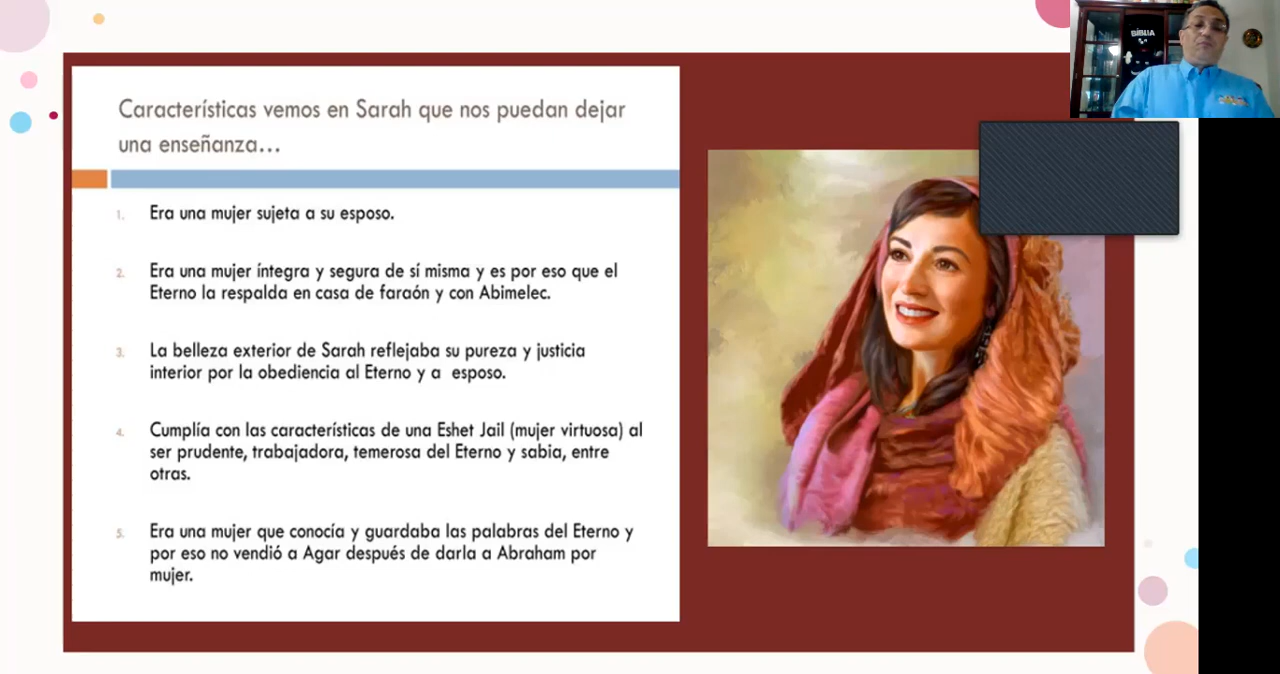 Características vemos en Sarah que nos puedan dejar
una enseñanza...
1. Era una mujer sujeta a su esposo.
2. Era una mujer íntegra y segura de sí misma y es por eso que el
Eterno la respalda en casa de faraón y con Abimelec.
3. La belleza exterior de Sarah reflejaba su pureza y justicia
interior por la obediencia al Eterno y a esposo.
4. Cumplía con las características de una Eshet Jail (mujer virtuosa) al
ser prudente, trabajadora, temerosa del Eterno y sabia, entre
otras.
5. Era una mujer que conocía y guardaba las palabras del Eterno y
por eso no vendió a Agar después de darla a Abraham por
mujer.
BÍBLIA